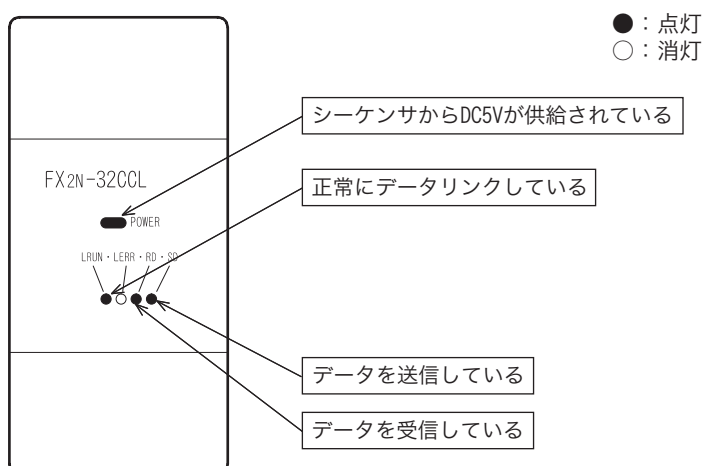 ●：点灯
○：消灯
シーケンサからDC5Vが供給されている
FX2N-32CCL
正常にデータリンクしている
POWER
LRUN・LERR・RD・SD
データを送信している
データを受信している